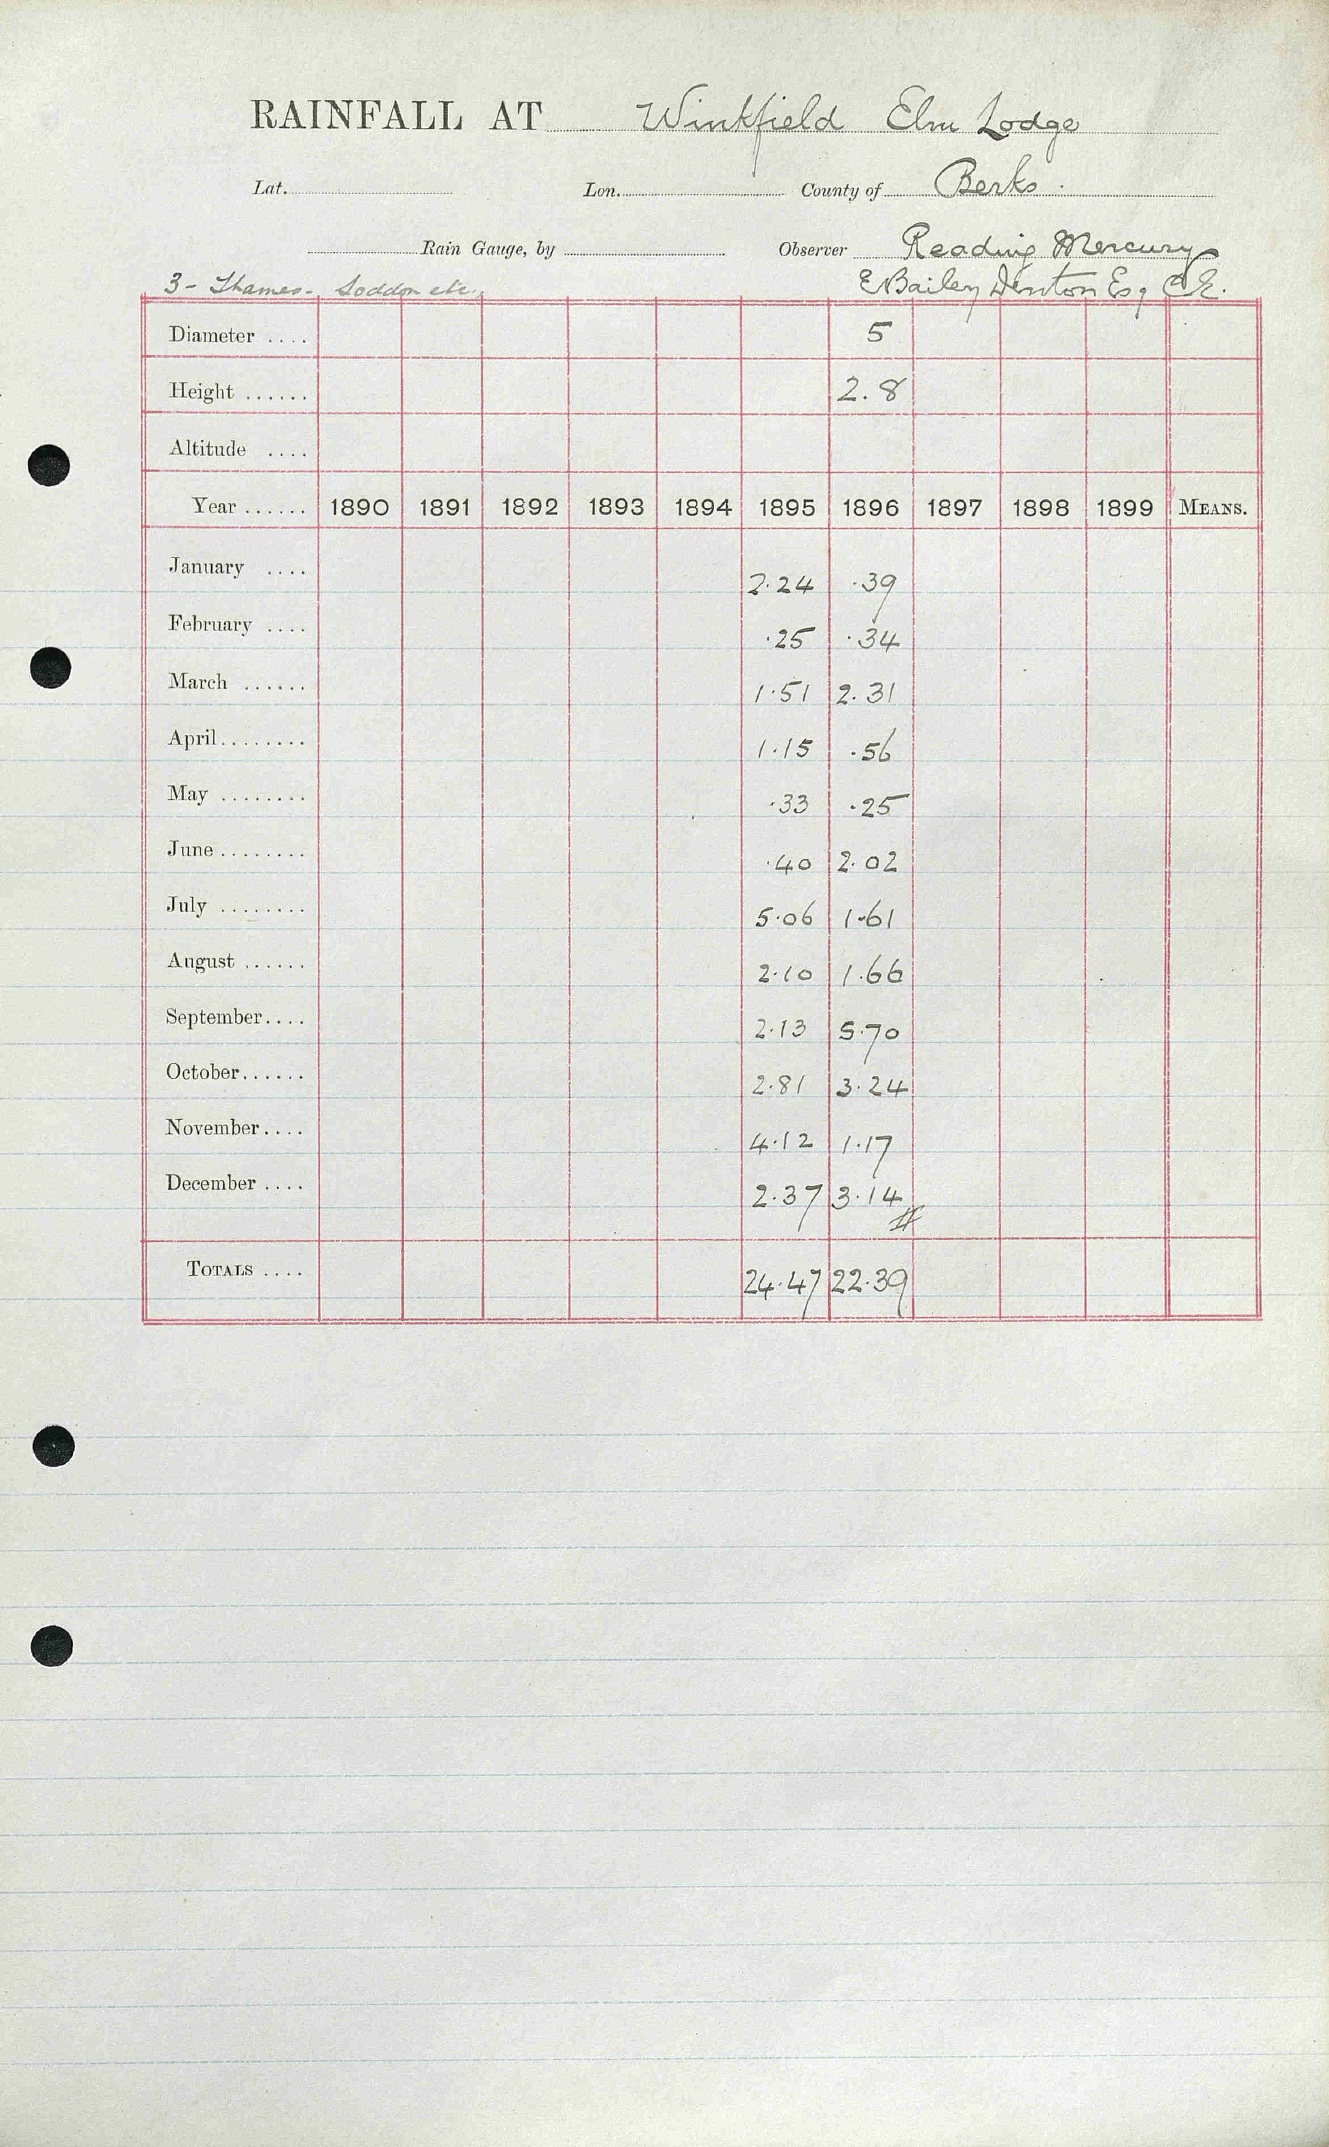 RAINFALL AT Winkfield Elm Lodge
Lat. Lon. County of Berks.
Rain Gauge, by Observer Reading Mercury
3 - Thames - Loddon etc. E Bailey Denton Esq C.E.
Diameter .... 5
Height ...... 2.8
Altitude ....
Year ...... 1890 1891 1892 1893 1894 1895 1896 1897 1898 1899 MEANS.
January .... 2.24 .39
February .... .25 .34
March ...... 1.51 2.31
April........ 1.15 .56
May ........ .33 .25
June ........ .40 2.02
July ........ 5.06 1.61
August ...... 2.10 1.66
September.... 2.13 5.70
October...... 2.81 3.24
November.... 4.12 1.17
December .... 2.37 3.14
TOTALS .... 24.47 22.39